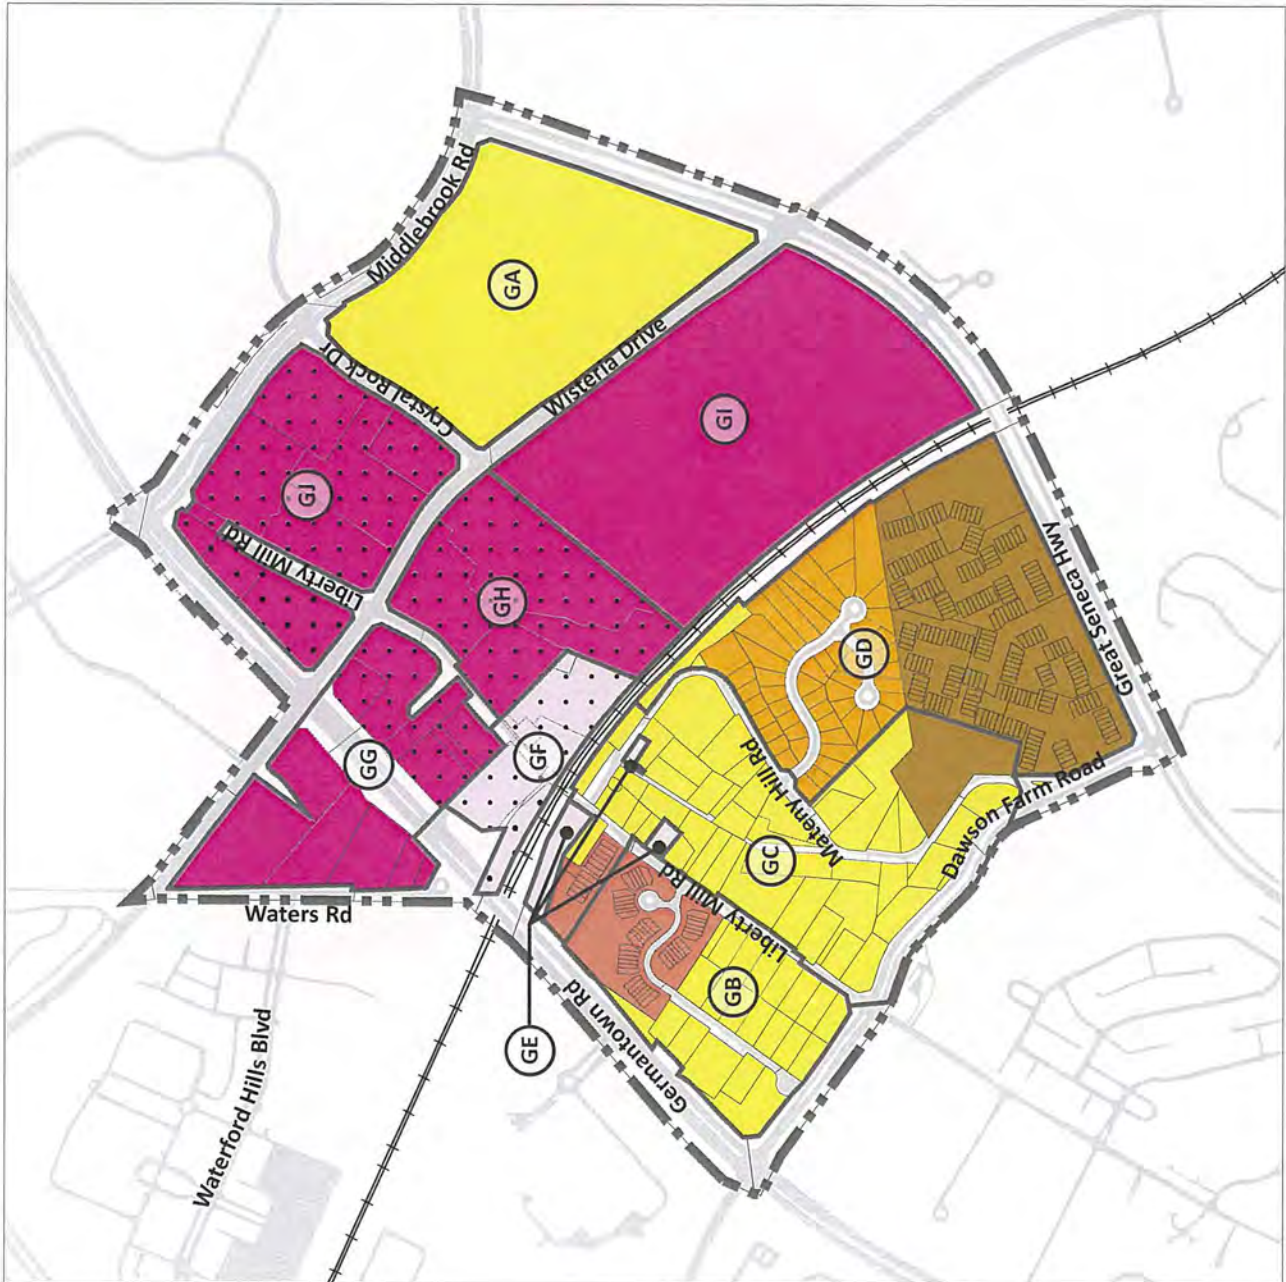 Middlebrook Rd
GA
Crystal Rock Dr
Wisteria Drive
GJ
Liberty Mill Rd
GI
GH
GG
GF
Waters Rd
Waterford Hills Blvd
GE
Germantown Rd
GB
Liberty Mill Rd
GC
Mateny Hill Rd
GD
Great Seneca Hwy
Dawson Farm Road